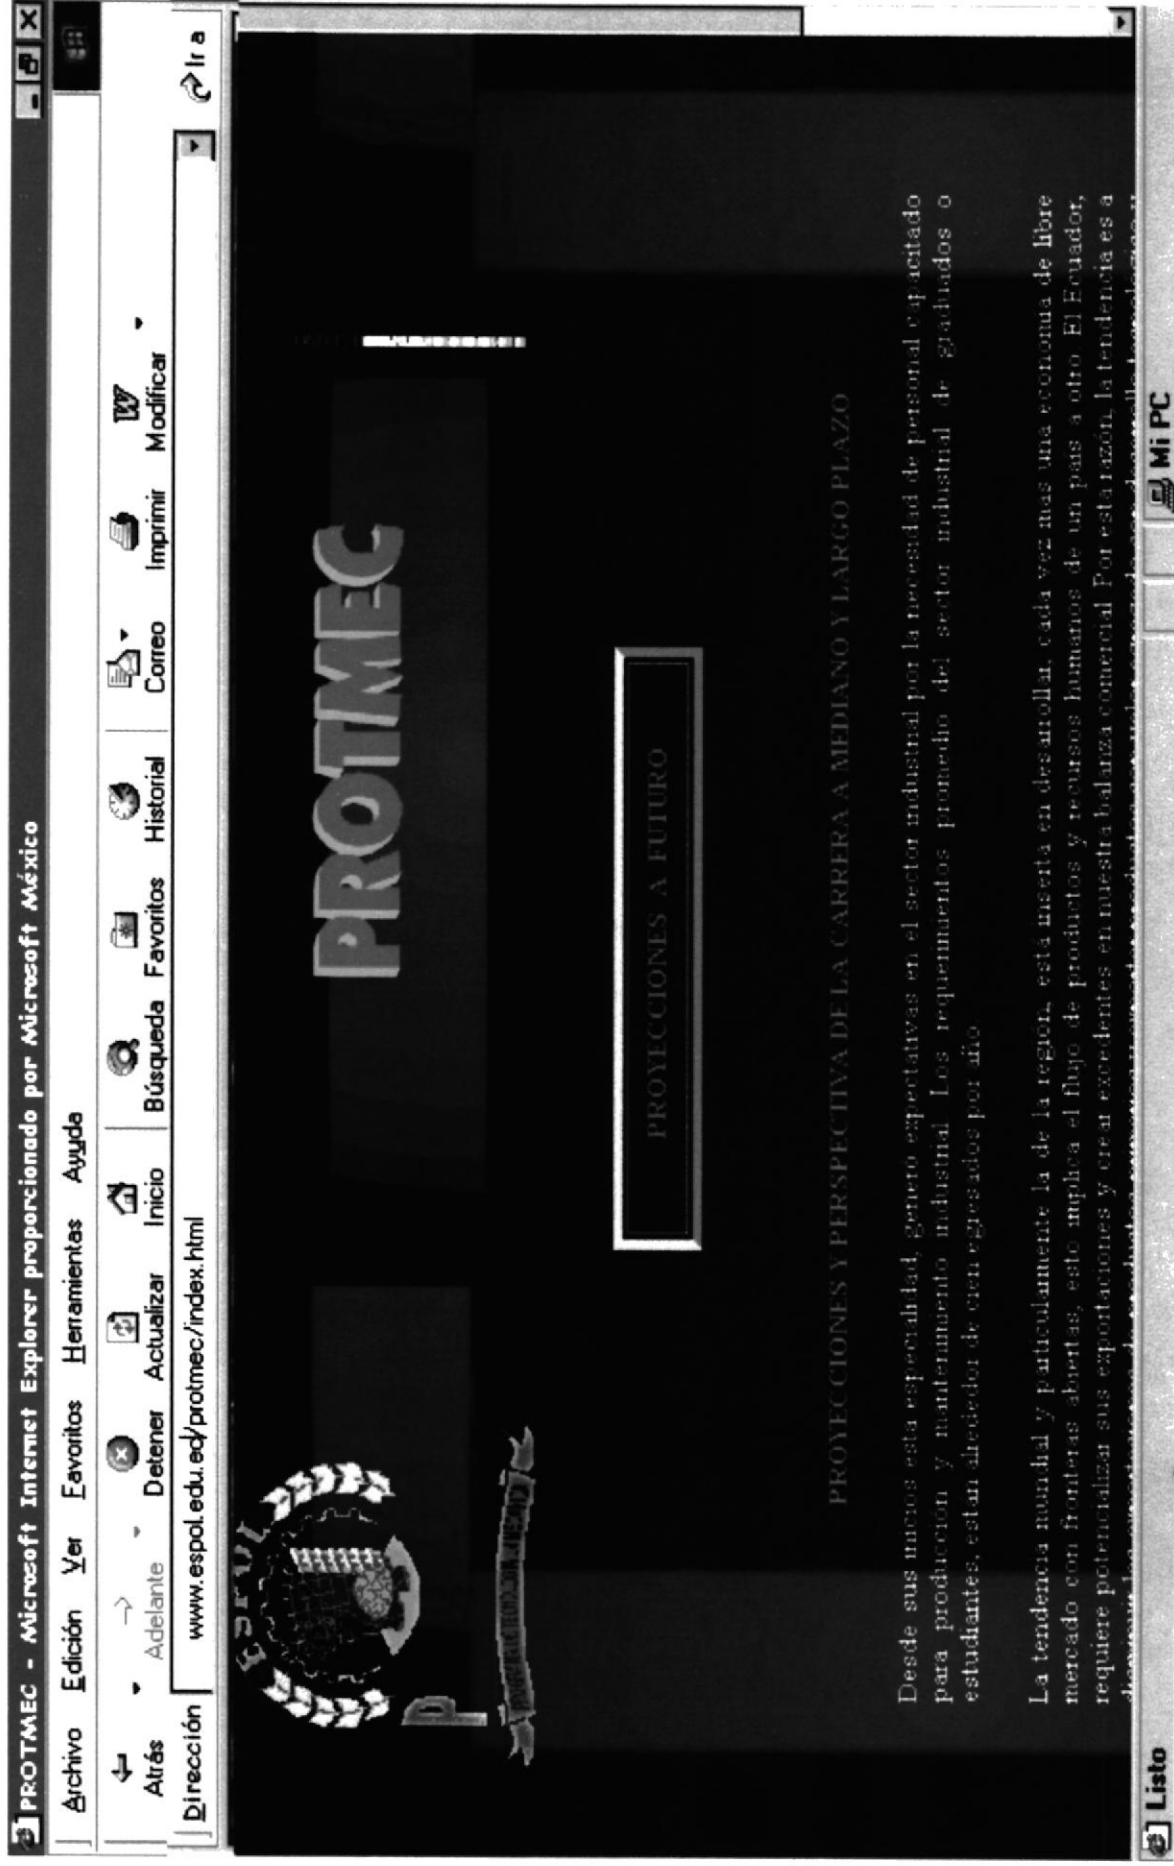 PROTMEC - Microsoft Internet Explorer proporcionado por Microsoft México
Archivo Edición Ver Favoritos Herramientas Ayuda
Atrás Adelante Detener Actualizar Inicio Búsqueda Favoritos Historial Correo Imprimir Modificar
Dirección www.espol.edu.ec/protmec/index.html Ir a
ESPOL
PROTMEC
P
PROYECCIONES A FUTURO
PROYECCIONES Y PERSPECTIVA DE LA CARRERA A MEDIANO Y LARGO PLAZO
Desde sus inicios esta especialidad, genero expectativas en el sector industrial por la necesidad de personal capacitado
para producción y mantenimiento industrial. Los requerimientos promedio del sector industrial de graduados o
estudiantes, están alrededor de cien egresados por año.
La tendencia mundial y particularmente la de la región, está inserta en desarrollar, cada vez mas una economía de libre
mercado con fronteras abiertas, esto implica el flujo de productos y recursos humanos de un país a otro. El Ecuador,
requiere potencializar sus exportaciones y crear excedentes en nuestra balanza comercial. Por esta razón, la tendencia es a
Listo Mi PC